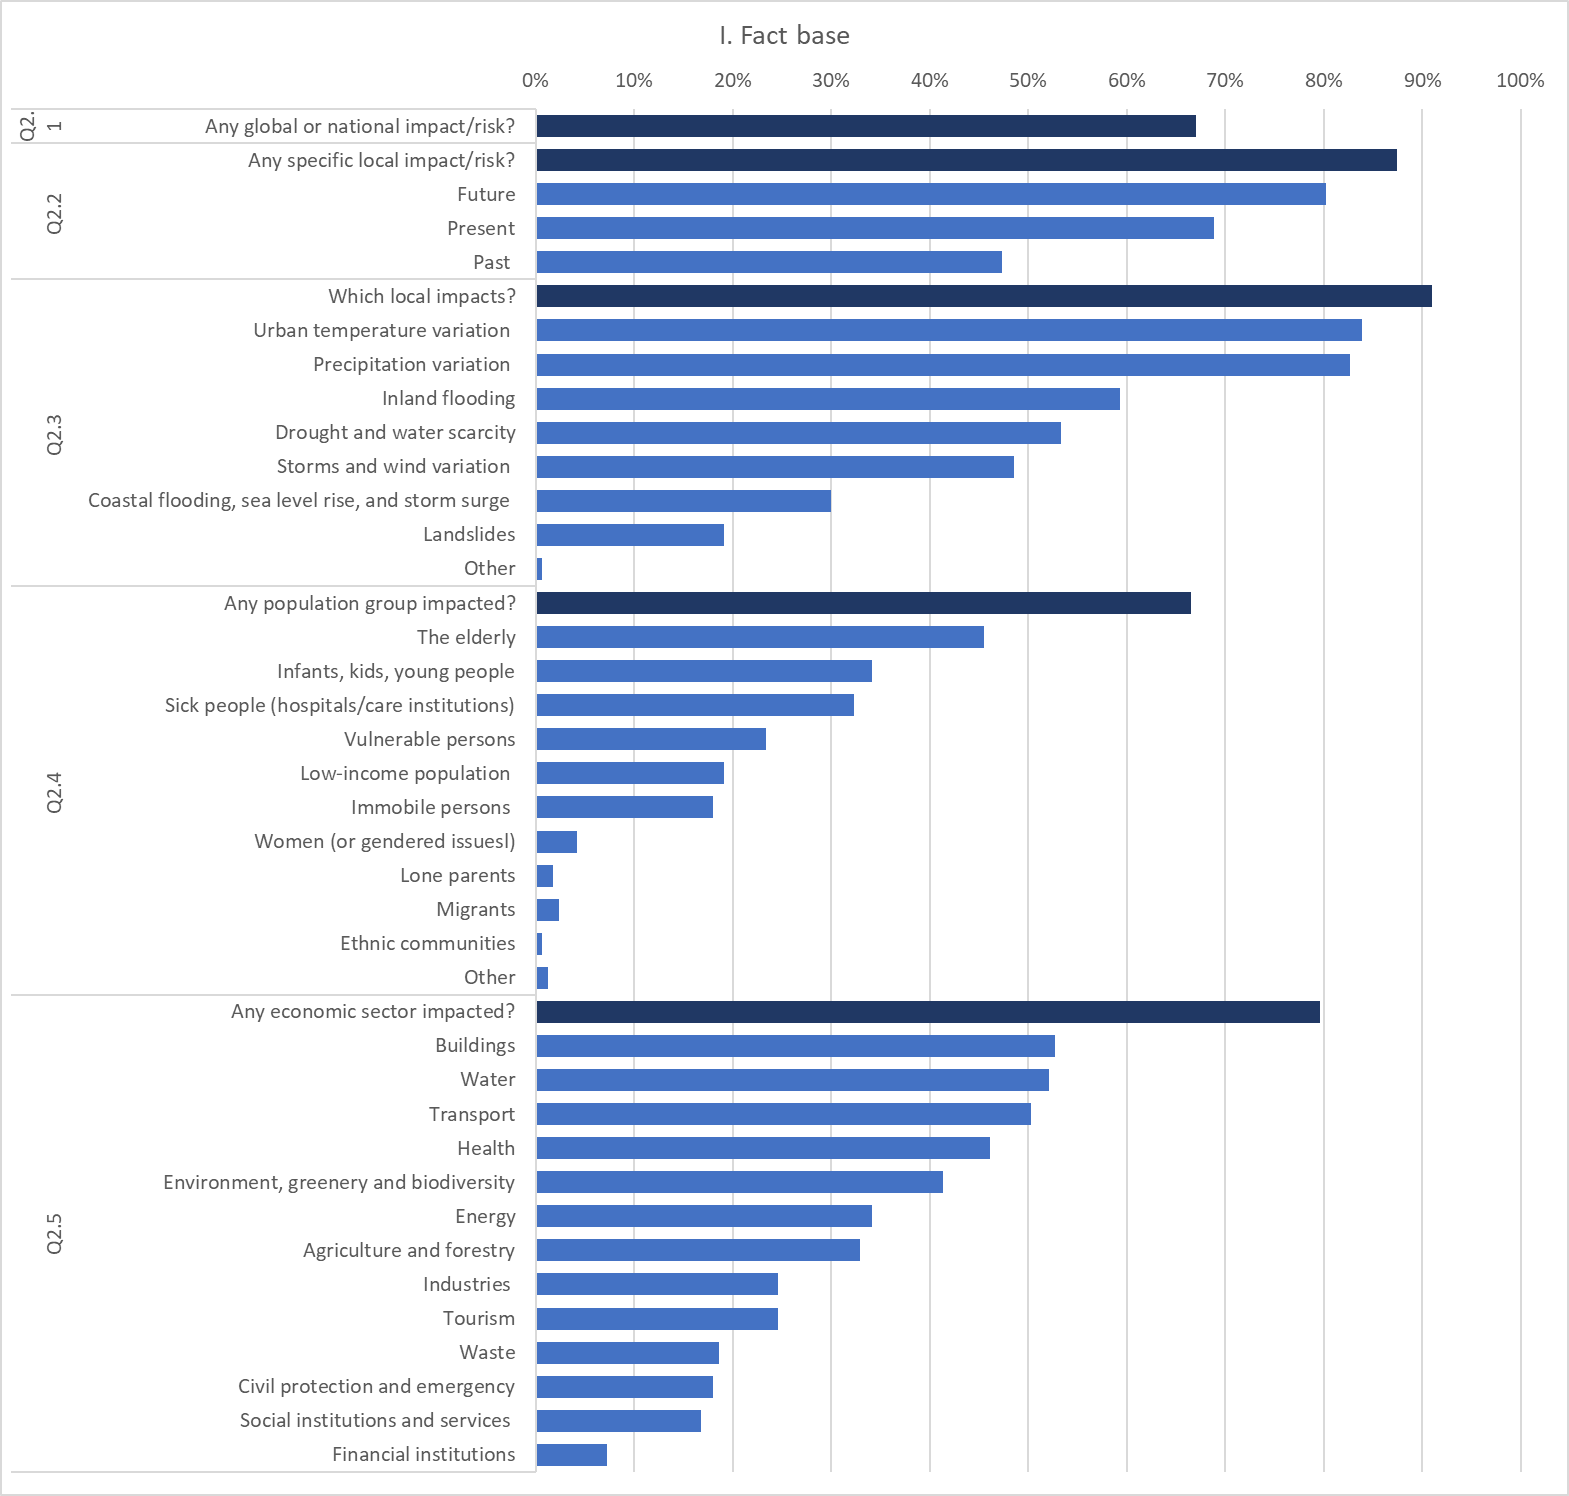 I. Fact base
0% 10% 20% 30% 40% 50% 60% 70% 80% 90% 100%
Q2.
1
Any global or national impact/risk?
Q2.2
Any specific local impact/risk?
Future
Present
Past
Q2.3
Which local impacts?
Urban temperature variation
Precipitation variation
Inland flooding
Drought and water scarcity
Storms and wind variation
Coastal flooding, sea level rise, and storm surge
Landslides
Other
Q2.4
Any population group impacted?
The elderly
Infants, kids, young people
Sick people (hospitals/care institutions)
Vulnerable persons
Low-income population
Immobile persons
Women (or gendered issuesl)
Lone parents
Migrants
Ethnic communities
Other
Q2.5
Any economic sector impacted?
Buildings
Water
Transport
Health
Environment, greenery and biodiversity
Energy
Agriculture and forestry
Industries
Tourism
Waste
Civil protection and emergency
Social institutions and services
Financial institutions